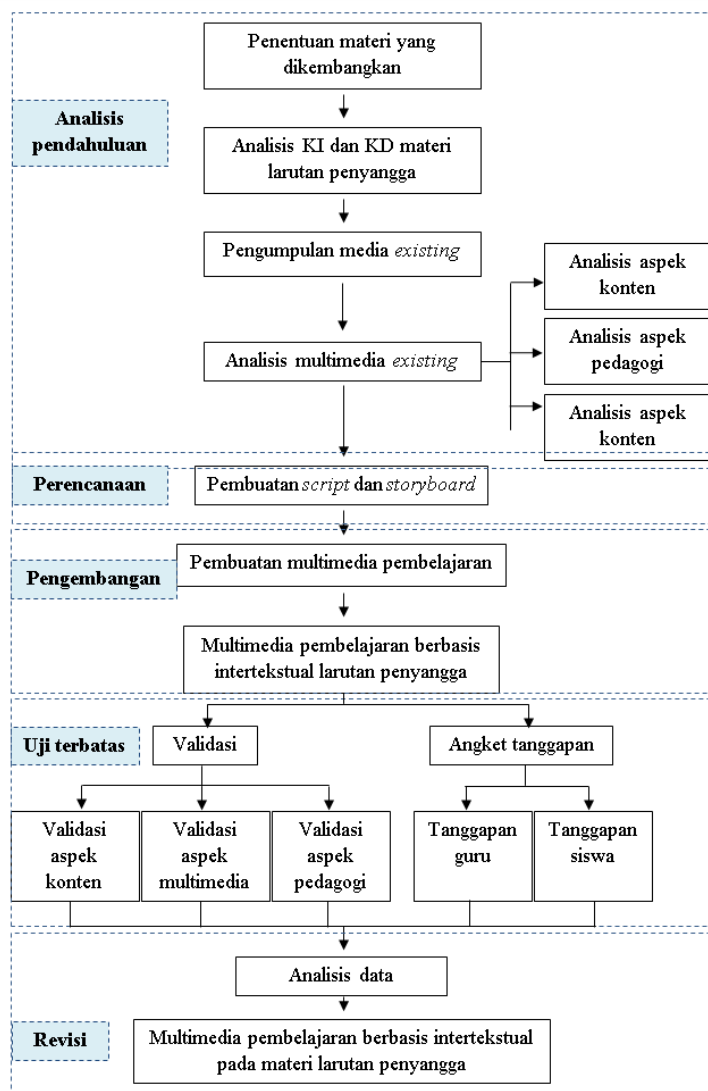 Penentuan materi yang
dikembangkan
Analisis
pendahuluan
Analisis KI dan KD materi
larutan penyangga
Pengumpulan media existing
Analisis aspek
konten
Analisis multimedia existing
Analisis aspek
pedagogi
Analisis aspek
konten
Perencanaan
Pembuatan script dan storyboard
Pengembangan
Pembuatan multimedia pembelajaran
Multimedia pembelajaran berbasis
intertekstual larutan penyangga
Uji terbatas
Validasi
Angket tanggapan
Validasi
aspek
konten
Validasi
aspek
multimedia
Validasi
aspek
pedagogi
Tanggapan
guru
Tanggapan
siswa
Analisis data
Revisi
Multimedia pembelajaran berbasis intertekstual
pada materi larutan penyangga